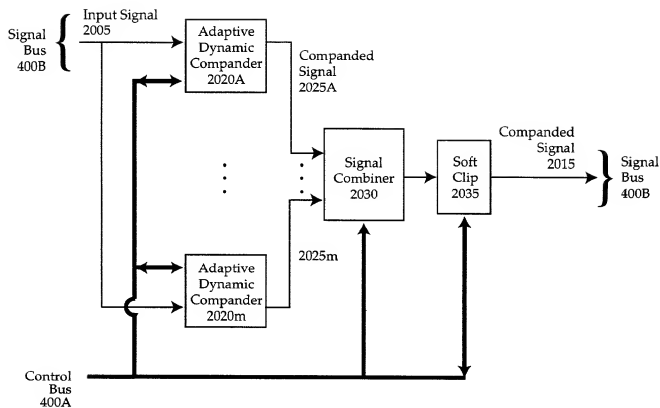 Signal
Bus
400B
Input Signal
2005
Adaptive
Dynamic
Compander
2020A
Companded
Signal
2025A
Signal
Combiner
2030
Soft
Clip
2035
Companded
Signal
2015
Signal
Bus
400B
2025m
Adaptive
Dynamic
Compander
2020m
Control
Bus
400A